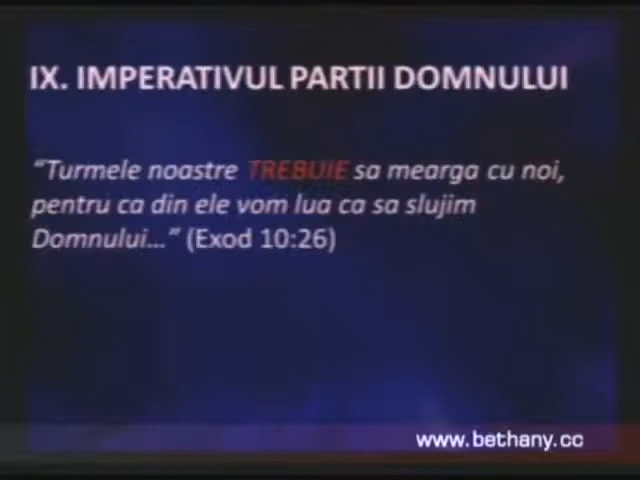 IX. IMPERATIVUL PARTII DOMNULUI
“Turmele noastre TREBUIE sa mearga cu noi,
pentru ca din ele vom lua ca sa slujim
Domnului...” (Exod 10:26)
www.bethany.cc